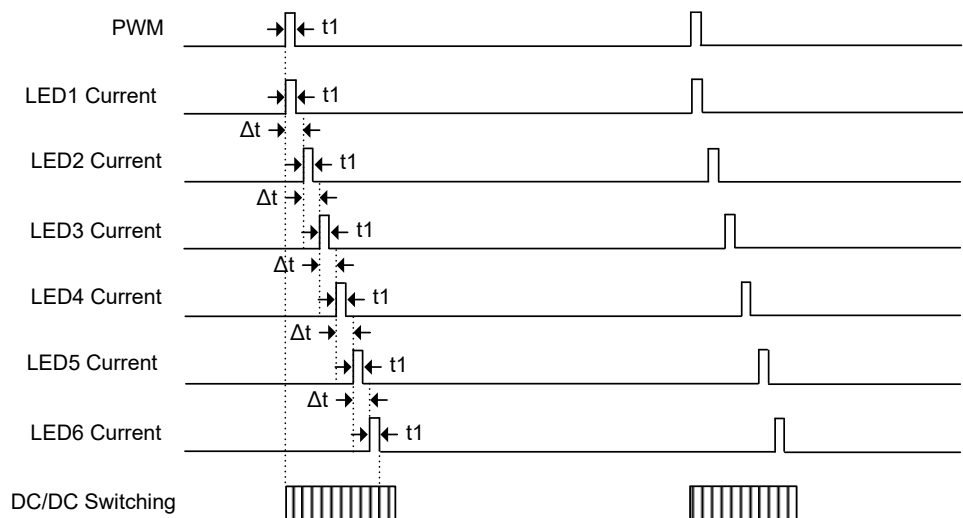 PWM
t1
LED1 Current
t1
Δt
LED2 Current
t1
Δt
LED3 Current
t1
Δt
LED4 Current
t1
Δt
LED5 Current
t1
Δt
LED6 Current
t1
DC/DC Switching